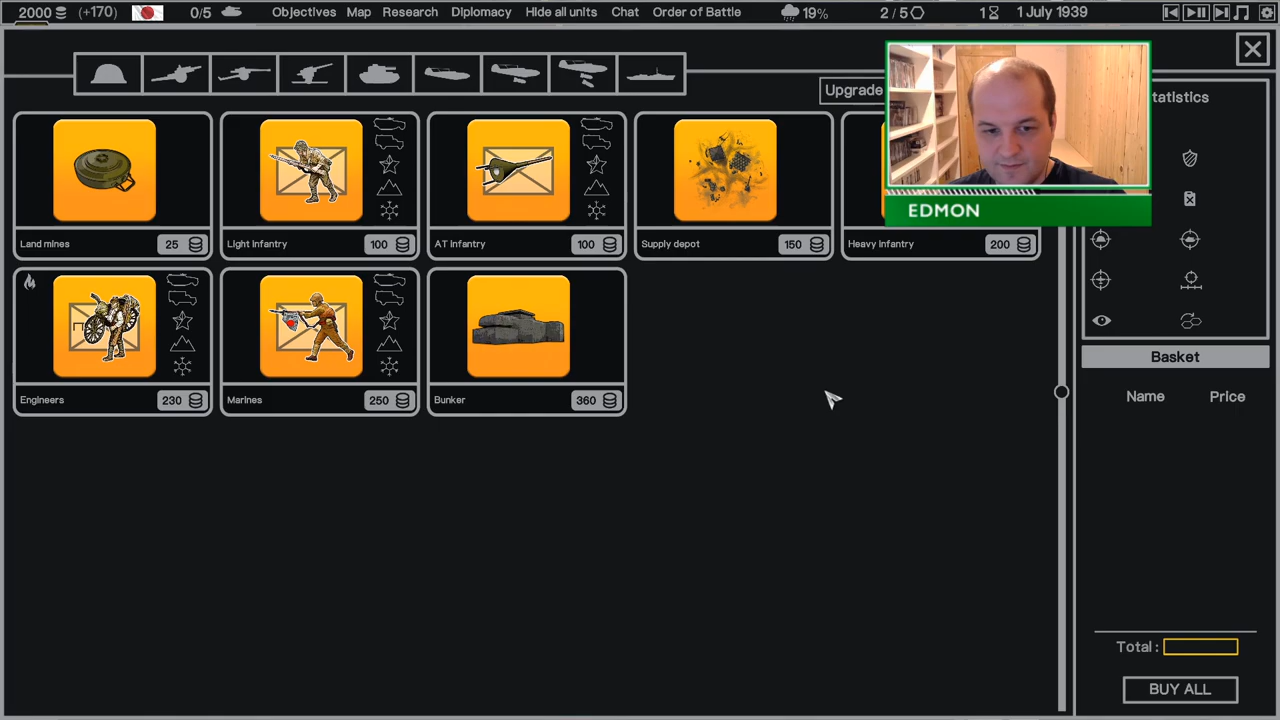 2000 (+170) 0/5 Objectives Map Research Diplomacy Hide all units Chat Order of Battle 19% 2/5 1 1 July 1939
Upgrade
tatistics
EDMON
Land mines 25
Light Infantry 100
AT Infantry 100
Supply depot 150
Heavy Infantry 200
Engineers 230
Marines 250
Bunker 360
Basket
Name Price
Total :
BUY ALL